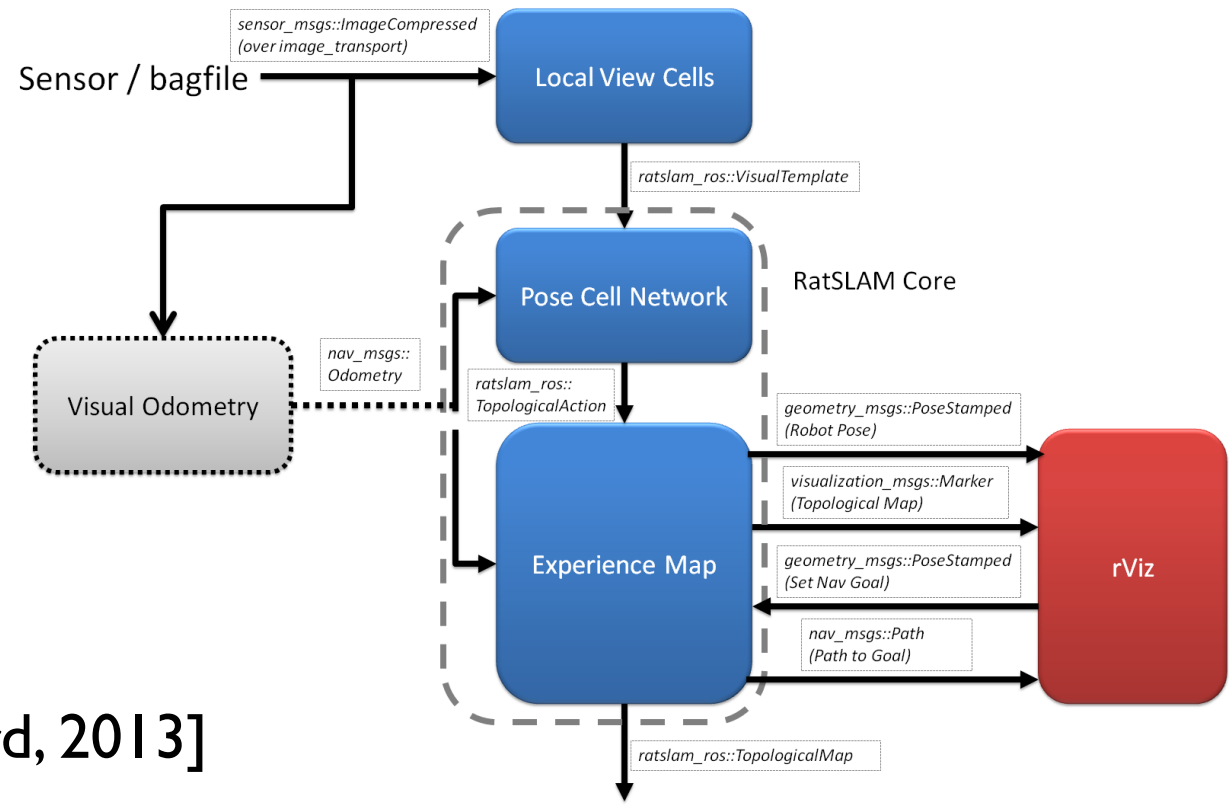 sensor_msgs::ImageCompressed
(over image_transport)
Sensor / bagfile
Local View Cells
ratslam_ros::VisualTemplate
Pose Cell Network
RatSLAM Core
nav_msgs::
Odometry
ratslam_ros::
TopologicalAction
Visual Odometry
geometry_msgs::PoseStamped
(Robot Pose)
visualization_msgs::Marker
(Topological Map)
Experience Map
geometry_msgs::PoseStamped
(Set Nav Goal)
rViz
nav_msgs::Path
(Path to Goal)
d, 2013]
ratslam_ros::TopologicalMap